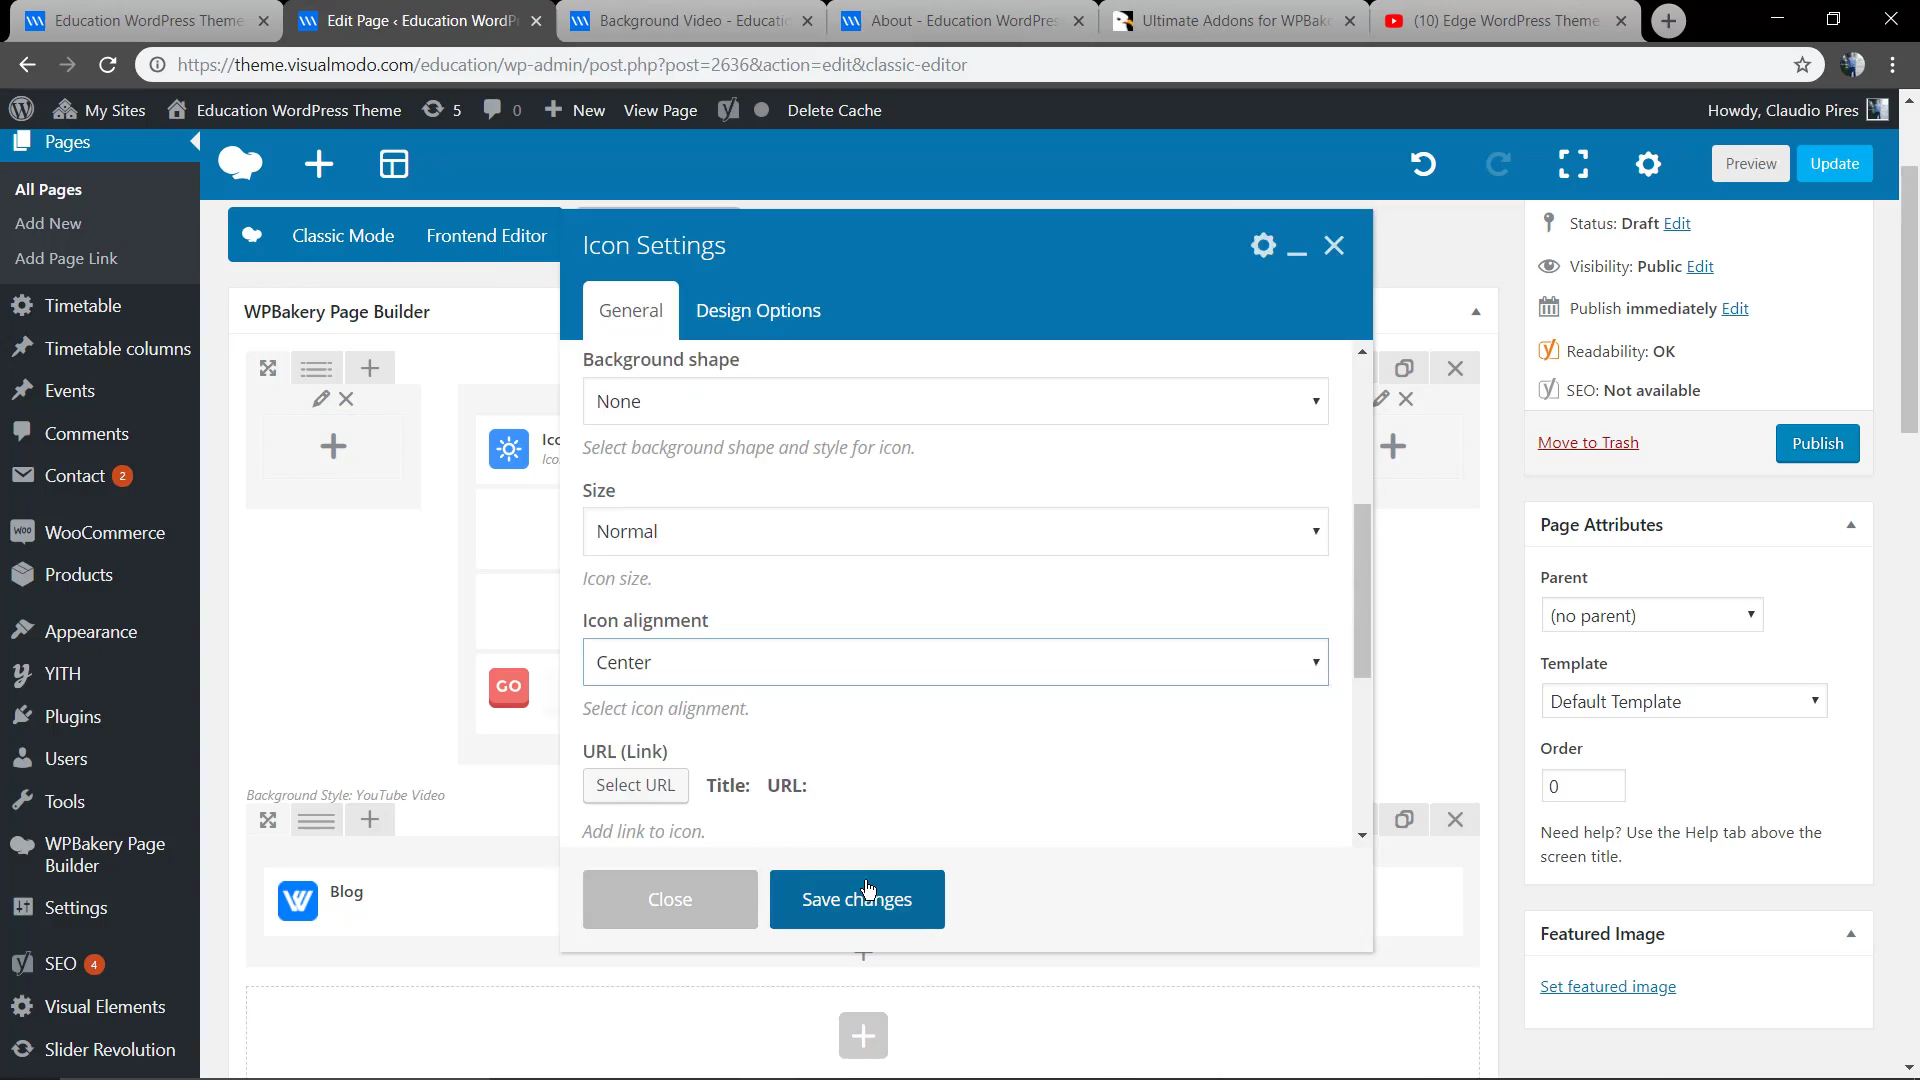 Education WordPress Theme
Edit Page ‹ Education WordP
Background Video - Educatio
About - Education WordPres
Ultimate Addons for WPBak
(10) Edge WordPress Theme
https://theme.visualmodo.com/education/wp-admin/post.php?post=2636&action=edit&classic-editor
My Sites
Education WordPress Theme
5
0
New
View Page
Delete Cache
Howdy, Claudio Pires
Pages
All Pages
Add New
Add Page Link
Timetable
Timetable columns
Events
Comments
Contact 2
WooCommerce
Products
Appearance
YITH
Plugins
Users
Tools
WPBakery Page
Builder
Settings
SEO 4
Visual Elements
Slider Revolution
Preview
Update
Classic Mode
Frontend Editor
WPBakery Page Builder
Ico
Ico
GO
Background Style: YouTube Video
Blog
Icon Settings
General
Design Options
Background shape
None
Select background shape and style for icon.
Size
Normal
Icon size.
Icon alignment
Center
Select icon alignment.
URL (Link)
Select URL
Title: URL:
Add link to icon.
Close
Save changes
Status: Draft Edit
Visibility: Public Edit
Publish immediately Edit
Readability: OK
SEO: Not available
Move to Trash
Publish
Page Attributes
Parent
(no parent)
Template
Default Template
Order
0
Need help? Use the Help tab above the
screen title.
Featured Image
Set featured image